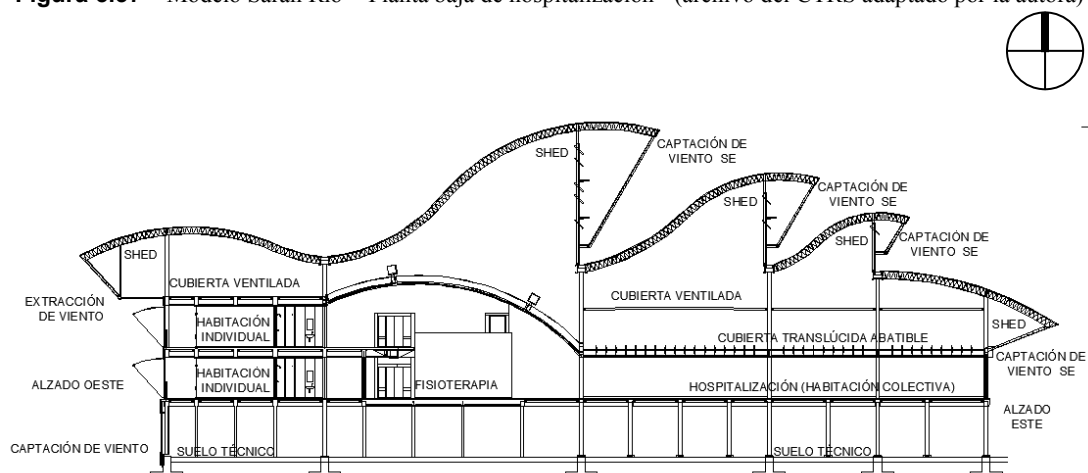 Figura 3.37 Modelo Sarah Río - Planta baja de hospitalización - (archivo del CTRS adaptado por la autora)
SHED
CAPTACIÓN DE
VIENTO SE
SHED
CAPTACIÓN DE
VIENTO SE
SHED
CAPTACIÓN DE
VIENTO SE
SHED
CUBIERTA VENTILADA
CUBIERTA VENTILADA
EXTRACCIÓN
DE VIENTO
HABITACIÓN
INDIVIDUAL
CUBIERTA TRANSLÚCIDA ABATIBLE
SHED
CAPTACIÓN DE
VIENTO SE
ALZADO OESTE
HABITACIÓN
INDIVIDUAL
FISIOTERAPIA
HOSPITALIZACIÓN (HABITACIÓN COLECTIVA)
ALZADO
ESTE
CAPTACIÓN DE VIENTO
SUELO TÉCNICO
SUELO TÉCNICO